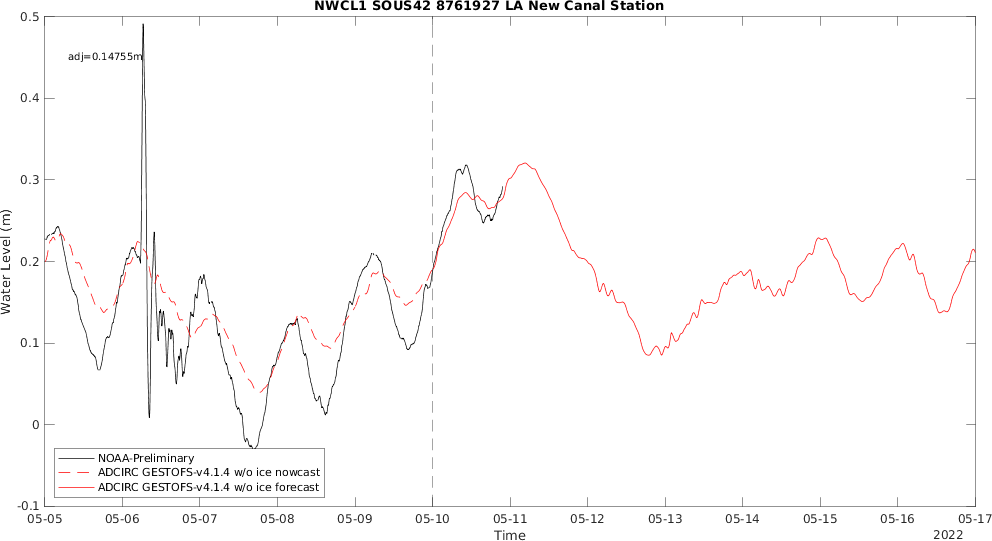 NWCL1 SOUS42 8761927 LA New Canal Station
0.5
adj=0.14755m
0.4
0.3
Water Level (m)
0.2
0.1
0
NOAA-Preliminary
ADCIRC GESTOFS-v4.1.4 w/o ice nowcast
ADCIRC GESTOFS-v4.1.4 w/o ice forecast
-0.1
05-05 05-06 05-07 05-08 05-09 05-10 05-11 05-12 05-13 05-14 05-15 05-16 05-17
Time
2022